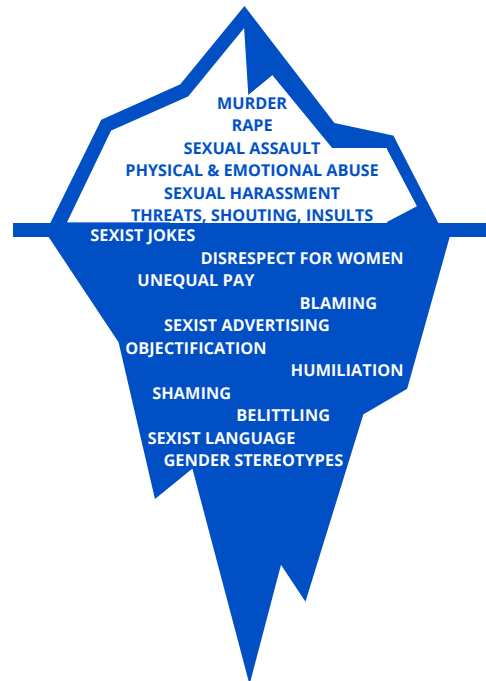 MURDER
RAPE
SEXUAL ASSAULT
PHYSICAL & EMOTIONAL ABUSE
SEXUAL HARASSMENT
THREATS, SHOUTING, INSULTS
SEXIST JOKES
DISRESPECT FOR WOMEN
UNEQUAL PAY
BLAMING
SEXIST ADVERTISING
OBJECTIFICATION
HUMILIATION
SHAMING
BELITTLING
SEXIST LANGUAGE
GENDER STEREOTYPES